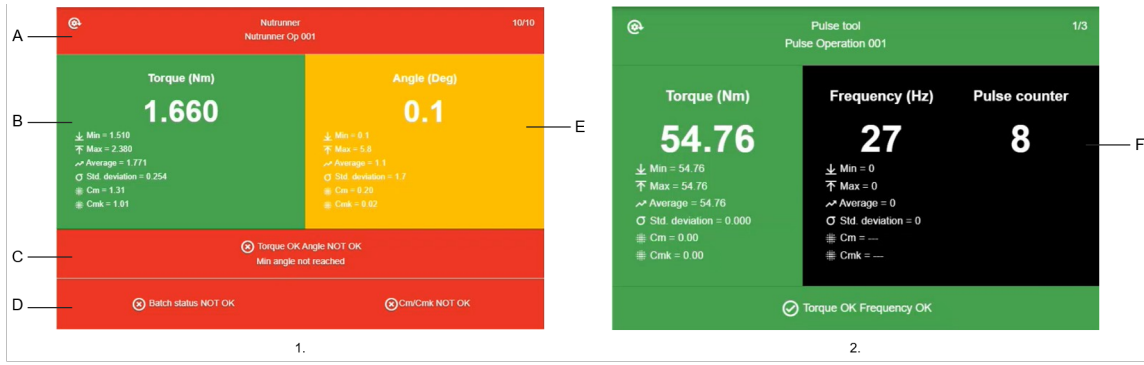 A
Nutrunner
10/10
Nutrunner Op 001
B
Torque (Nm)
1.660
Min = 1.510
Max = 2.380
Average = 1.771
Std. deviation = 0.254
Cm = 1.31
Cmk = 1.01
Angle (Deg)
0.1
Min = 0.1
Max = 5.8
Average = 1.1
Std. deviation = 1.7
Cm = 0.20
Cmk = 0.02
E
C
Torque OK Angle NOT OK
Min angle not reached
D
Batch status NOT OK
Cm/Cmk NOT OK
1.
Pulse tool
1/3
Pulse Operation 001
Torque (Nm)
54.76
Min = 54.76
Max = 54.76
Average = 54.76
Std. deviation = 0.000
Cm = 0.00
Cmk = 0.00
Frequency (Hz)
27
Min = 0
Max = 0
Average = 0
Std. deviation = 0
Cm = ---
Cmk = ---
Pulse counter
8
F
Torque OK Frequency OK
2.